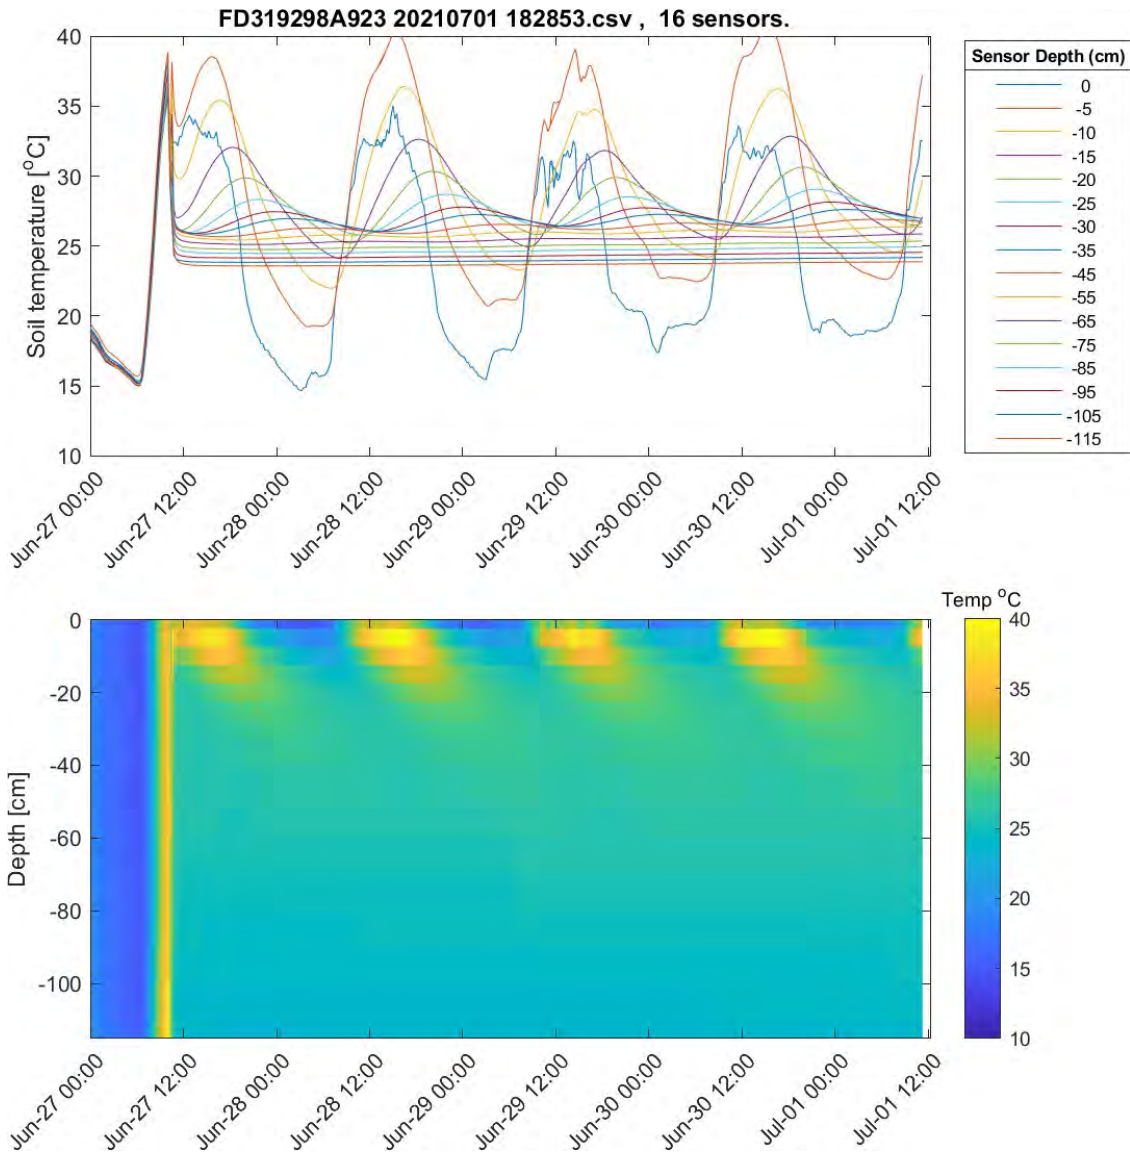 FD319298A923 20210701 182853.csv ,  16 sensors.
Soil temperature [°C]
40
35
30
25
20
15
10
Jun-27 00:00
Jun-27 12:00
Jun-28 00:00
Jun-28 12:00
Jun-29 00:00
Jun-29 12:00
Jun-30 00:00
Jun-30 12:00
Jul-01 00:00
Jul-01 12:00
Sensor Depth (cm)
0
-5
-10
-15
-20
-25
-30
-35
-45
-55
-65
-75
-85
-95
-105
-115
Depth [cm]
0
-20
-40
-60
-80
-100
Jun-27 00:00
Jun-27 12:00
Jun-28 00:00
Jun-28 12:00
Jun-29 00:00
Jun-29 12:00
Jun-30 00:00
Jun-30 12:00
Jul-01 00:00
Jul-01 12:00
Temp °C
40
35
30
25
20
15
10